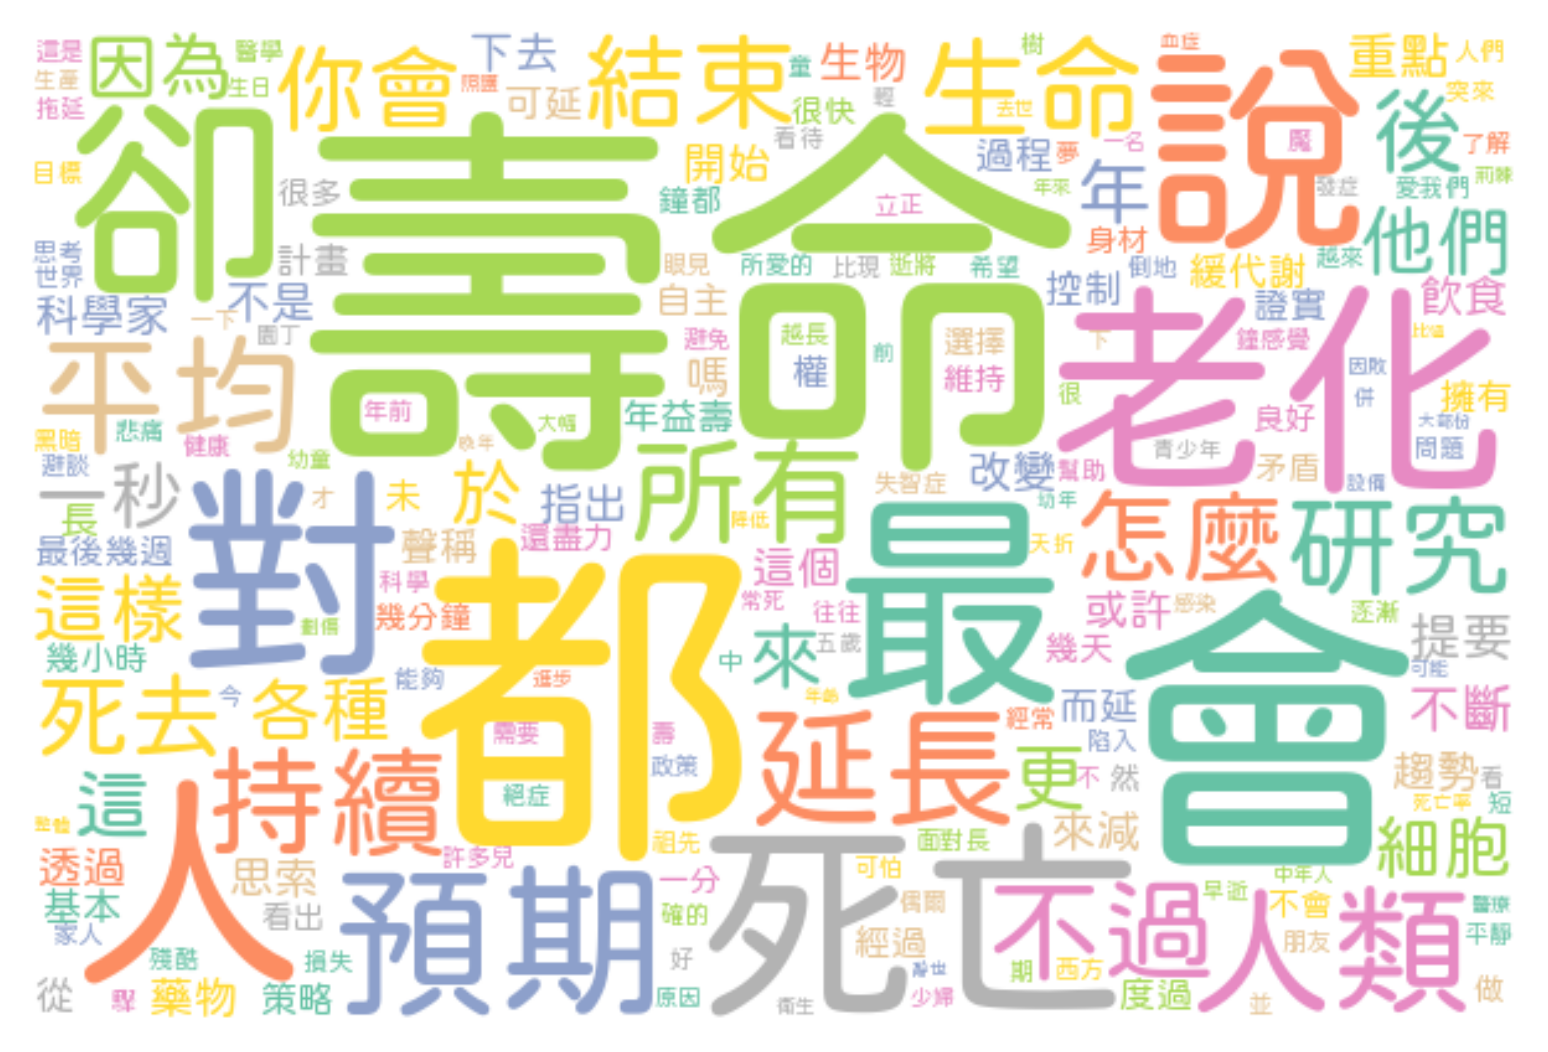 這是
因為
醫學
你會
照護
下去
結束
童
生物
生命
樹
血症
說
重點
人們
生產
生日
拖延
可延
很快
輕
看待
去世
後
突來
了解
卻
壽命
目標
很多
開始
鐘都
立正
過程
夢
一名
年來
年
魘
發症
愛我們
荊棘
身材
他們
思考
世界
計畫
科學家
不是
一下
園丁
眼見
自主
所愛的
比現
逝將
希望
控制
倒地
緩代謝
越來
證實
飲食
平均
避免
嗎
越長
權
前
選擇
維持
老化
下
鐘感覺
因敗
併
擁有
年前
大幅
年益壽
很
良好
大部份
問題
黑暗
悲痛
健康
避談
幼童
晚年
一秒
長
對
才
未
於
指出
所有
失智症
改變
幫助
青少年
矛盾
設備
幼年
最後幾週
聲稱
還盡力
降低
最
天折
怎麼
研究
這樣
科學
幾分鐘
劃傷
都
這個
常死
往往
五歲
或許
感染
逐漸
提要
幾小時
來
中
幾天
會
可能
死去
今
各種
能夠
進步
年齡
需要
壽
政策
絕症
延長
經常
而延
陷入
不斷
更
不
然
趨勢
看
死亡率
短
這
人
持續
祖先
許多兒
面對長
來減
細胞
透過
思索
基本
家人
看出
預期
一分
確的
死亡
可怕
偶爾
經過
不過
早逝
中年人
不會
朋友
人類
醫療
平靜
殘酷
損失
從
藥物
策略
好
原因
衛生
少婦
期
西方
度過
並
做